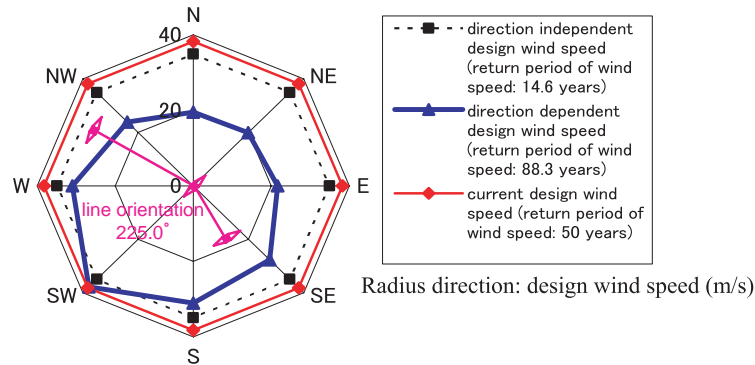 N
40
NW
NE
20
W
0
E
line orientation
225.0°
SW
SE
S
direction independent
design wind speed
(return period of wind
speed: 14.6 years)
direction dependent
design wind speed
(return period of wind
speed: 88.3 years)
current design wind
speed (return period of
wind speed: 50 years)
Radius direction: design wind speed (m/s)